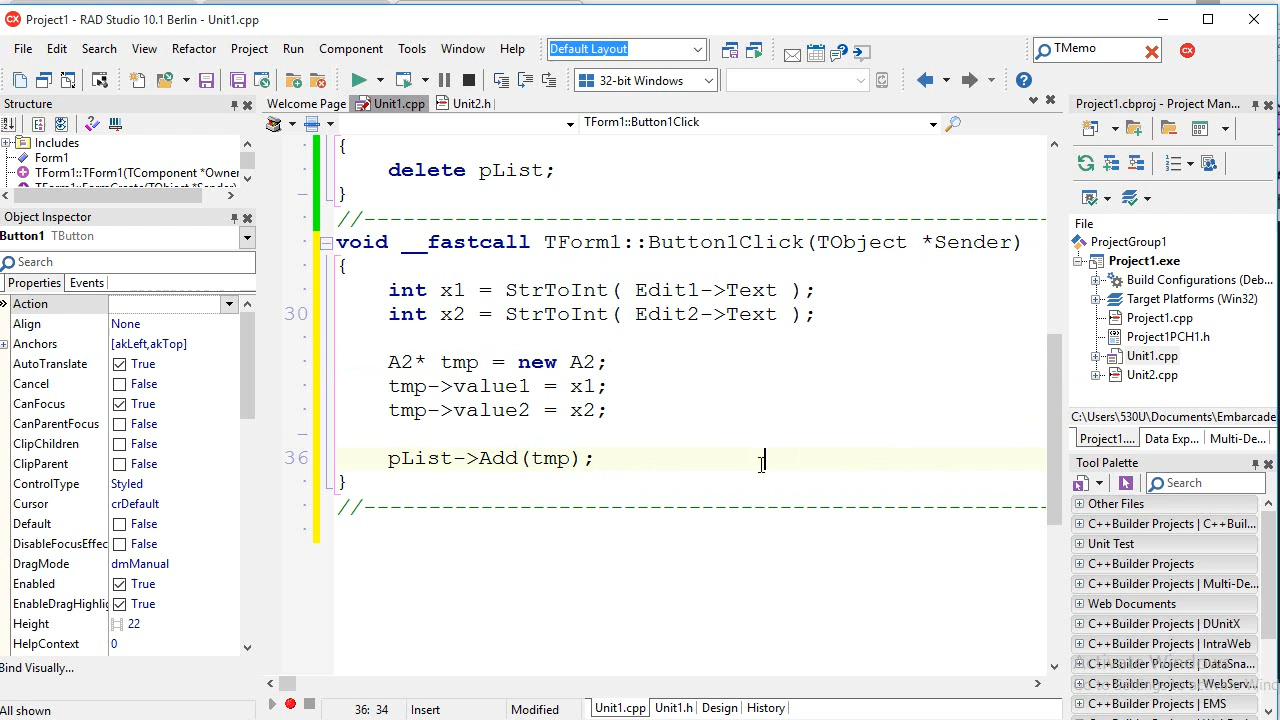 Project1 - RAD Studio 10.1 Berlin - Unit1.cpp
File Edit Search View Refactor Project Run Component Tools Window Help Default Layout TMemo
32-bit Windows
Structure
Includes
Form1
TForm1::TForm1(TComponent *Owner
Object Inspector
Button1 TButton
Search
Properties Events
Action
Align None
Anchors [akLeft,akTop]
AutoTranslate True
Cancel False
CanFocus True
CanParentFocus False
ClipChildren False
ClipParent False
ControlType Styled
Cursor crDefault
Default False
DisableFocusEffec False
DragMode dmManual
Enabled True
EnableDragHighlig True
Height 22
HelpContext 0
Bind Visually...
All shown
Welcome Page Unit1.cpp Unit2.h
TForm1::Button1Click
{
delete pList;
}
//------------------------------------------------------
void __fastcall TForm1::Button1Click(TObject *Sender)
{
int x1 = StrToInt( Edit1->Text );
30 int x2 = StrToInt( Edit2->Text );
A2* tmp = new A2;
tmp->value1 = x1;
tmp->value2 = x2;
36 pList->Add(tmp);
}
//------------------------------------------------------
36: 34 Insert Modified Unit1.cpp Unit1.h Design History
Project1.cbproj - Project Man...
File
ProjectGroup1
Project1.exe
Build Configurations (Deb...
Target Platforms (Win32)
Project1.cpp
Project1PCH1.h
Unit1.cpp
Unit2.cpp
C:\Users\530U\Documents\Embarcade
Project1.... Data Exp... Multi-De...
Tool Palette
Search
Other Files
C++Builder Projects | C++Buil...
Unit Test
C++Builder Projects
C++Builder Projects | Multi-De...
Web Documents
C++Builder Projects | DUnitX
C++Builder Projects | IntraWeb
C++Builder Projects | DataSna...
C++Builder Projects | WebSer
C++Builder Projects | EMS
Activate Windows